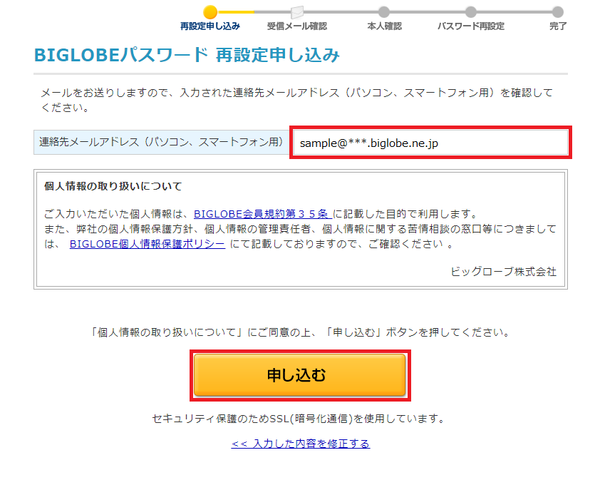 再設定申し込み 受信メール確認 本人確認 パスワード再設定 完了
BIGLOBEパスワード 再設定申し込み
メールをお送りしますので、入力された連絡先メールアドレス（パソコン、スマートフォン用）を確認して
ください。
連絡先メールアドレス（パソコン、スマートフォン用） sample@***.biglobe.ne.jp
個人情報の取り扱いについて
ご入力いただいた個人情報は、BIGLOBE会員規約第３５条 に記載した目的で利用します。
また、弊社の個人情報保護方針、個人情報の管理責任者、個人情報に関する苦情相談の窓口等につきまして
は、 BIGLOBE個人情報保護ポリシー にて記載しておりますので、ご確認ください 。
ビッグローブ株式会社
「個人情報の取り扱いについて」にご同意の上、「申し込む」ボタンを押してください。
申し込む
セキュリティ保護のためSSL(暗号化通信)を使用しています。
<< 入力した内容を修正する